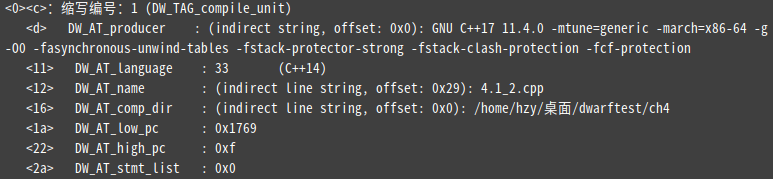 <0><c>: 缩写编号: 1 (DW_TAG_compile_unit)
<d>   DW_AT_producer    : (indirect string, offset: 0x0): GNU C++17 11.4.0 -mtune=generic -march=x86-64 -g
-O0 -fasynchronous-unwind-tables -fstack-protector-strong -fstack-clash-protection -fcf-protection
<11>   DW_AT_language    : 33       (C++14)
<12>   DW_AT_name        : (indirect line string, offset: 0x29): 4.1_2.cpp
<16>   DW_AT_comp_dir    : (indirect line string, offset: 0x0): /home/hzy/桌面/dwarftest/ch4
<1a>   DW_AT_low_pc      : 0x1769
<22>   DW_AT_high_pc     : 0xf
<2a>   DW_AT_stmt_list   : 0x0